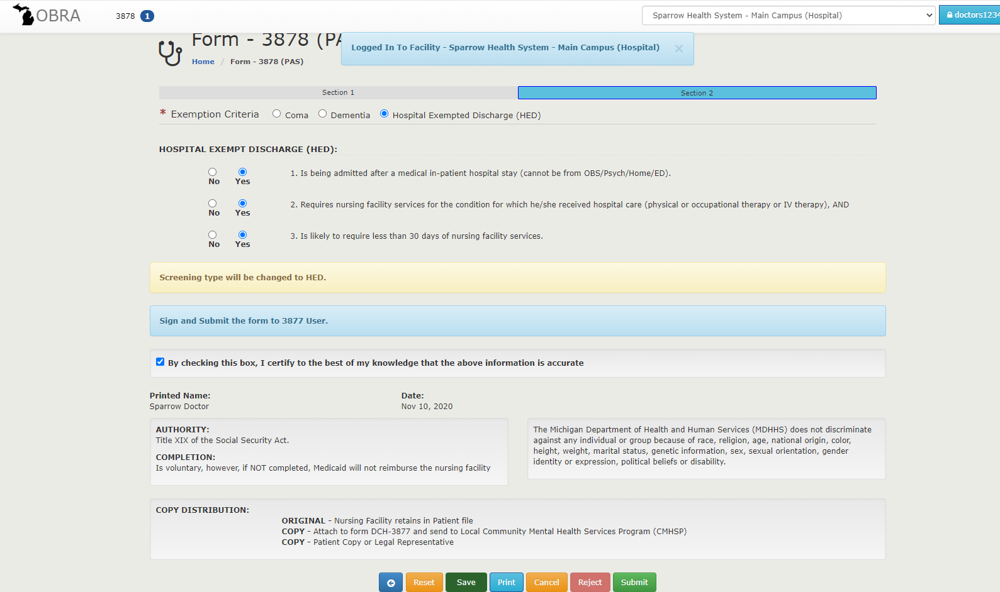 OBRA
3878 1
Sparrow Health System - Main Campus (Hospital)
doctors1234
Form - 3878 (PA
Logged In To Facility - Sparrow Health System - Main Campus (Hospital) ×
Home / Form - 3878 (PAS)
Section 1
Section 2
* Exemption Criteria Coma Dementia Hospital Exempted Discharge (HED)
HOSPITAL EXEMPT DISCHARGE (HED):
No Yes 1. Is being admitted after a medical in-patient hospital stay (cannot be from OBS/Psych/Home/ED).
No Yes 2. Requires nursing facility services for the condition for which he/she received hospital care (physical or occupational therapy or IV therapy), AND
No Yes 3. Is likely to require less than 30 days of nursing facility services.
Screening type will be changed to HED.
Sign and Submit the form to 3877 User.
By checking this box, I certify to the best of my knowledge that the above information is accurate
Printed Name:
Sparrow Doctor
Date:
Nov 10, 2020
AUTHORITY:
Title XIX of the Social Security Act.
COMPLETION:
Is voluntary, however, if NOT completed, Medicaid will not reimburse the nursing facility
The Michigan Department of Health and Human Services (MDHHS) does not discriminate
against any individual or group because of race, religion, age, national origin, color,
height, weight, marital status, genetic information, sex, sexual orientation, gender
identity or expression, political beliefs or disability.
COPY DISTRIBUTION:
ORIGINAL - Nursing Facility retains in Patient file
COPY - Attach to form DCH-3877 and send to Local Community Mental Health Services Program (CMHSP)
COPY - Patient Copy or Legal Representative
Reset Save Print Cancel Reject Submit